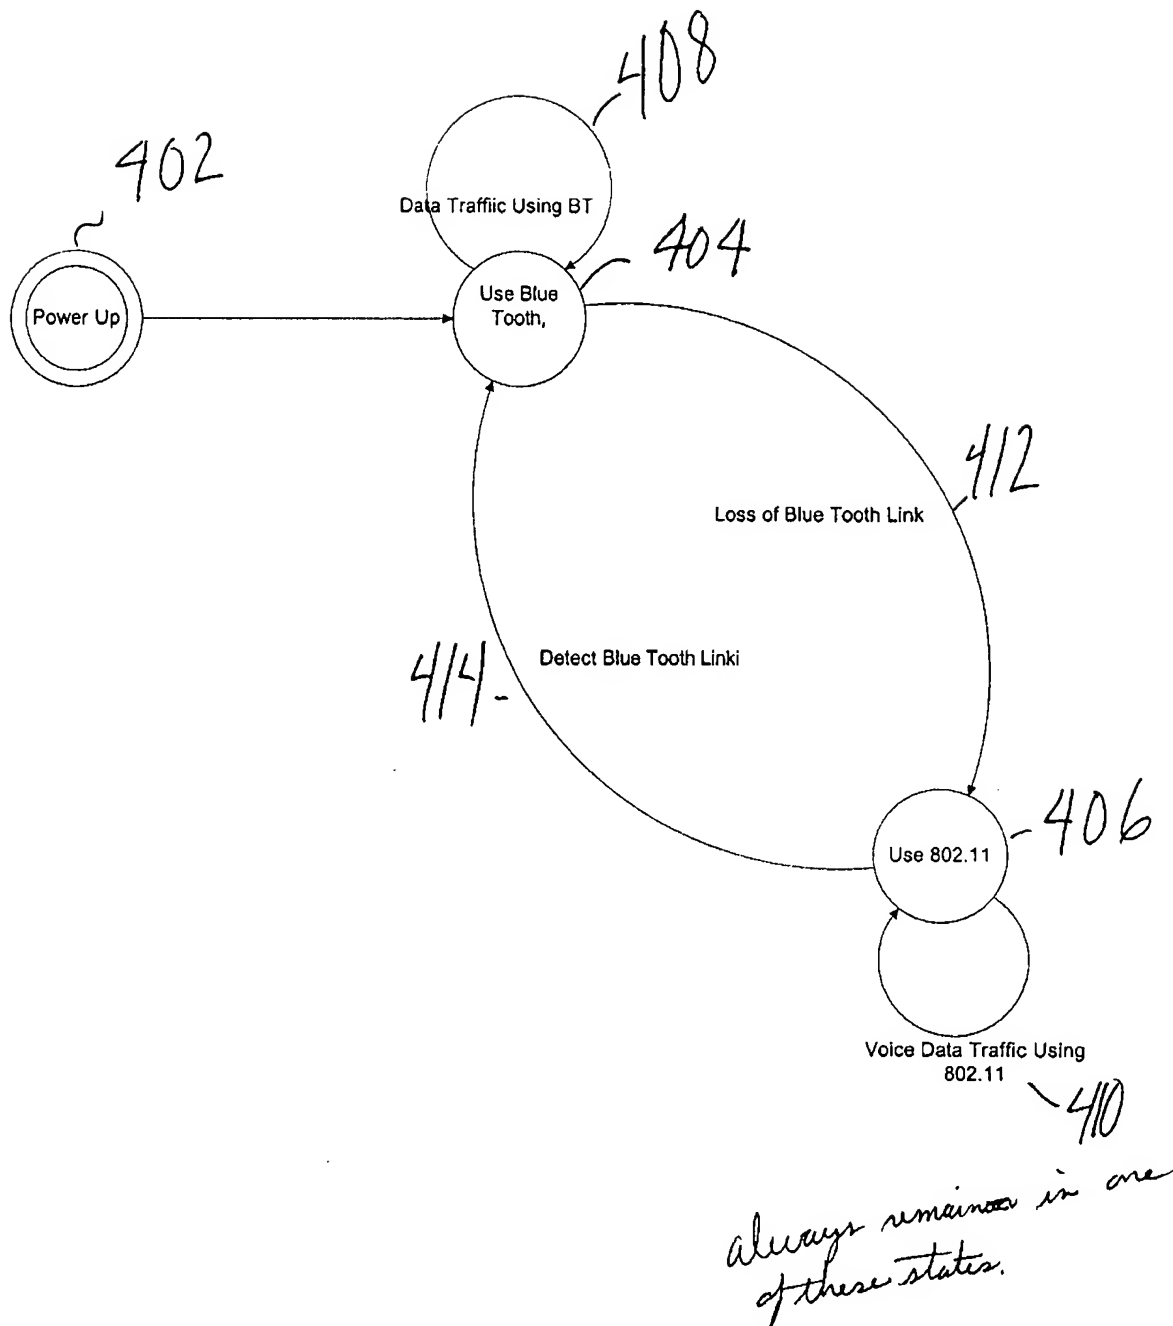 408
402
Data Traffiic Using BT
404
Use Blue
Tooth,
Power Up
412
Loss of Blue Tooth Link
414
Detect Blue Tooth Linki
406
Use 802.11
Voice Data Traffic Using
802.11
410
always remain in one
of these states.